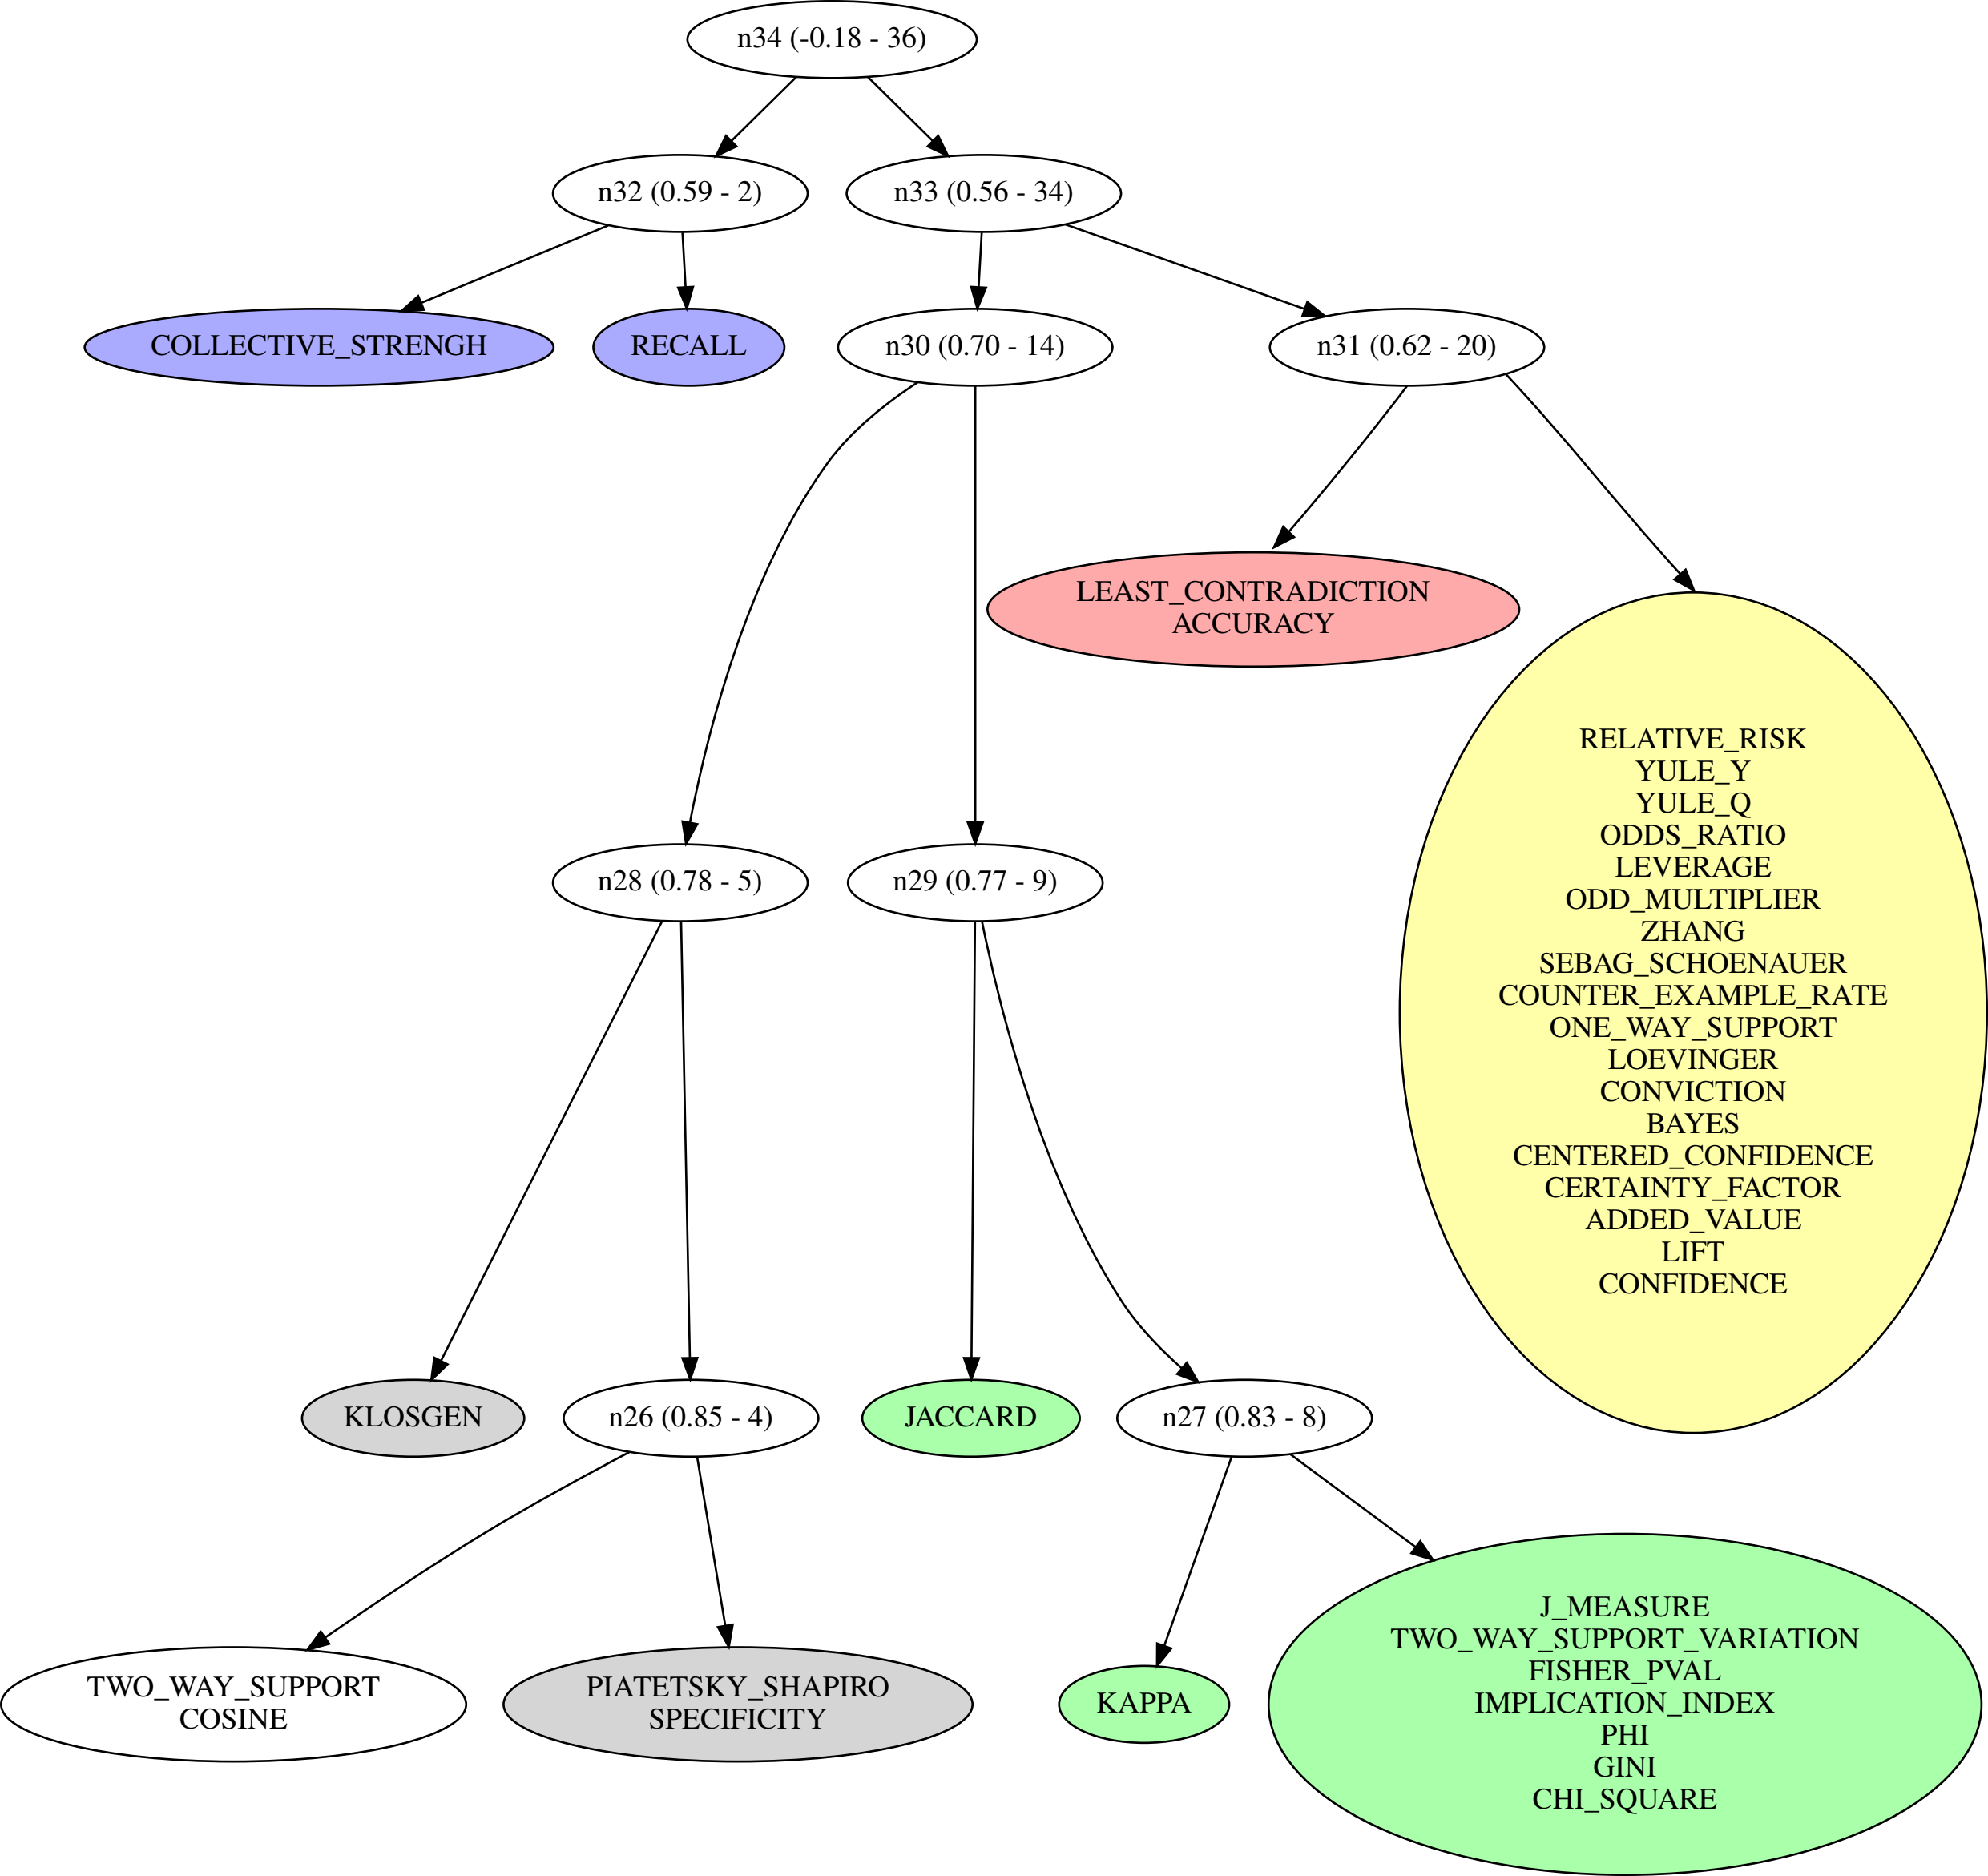 n34 (-0.18 - 36)
n32 (0.59 - 2)
n33 (0.56 - 34)
COLLECTIVE_STRENGH
RECALL
n30 (0.70 - 14)
n31 (0.62 - 20)
LEAST_CONTRADICTION
ACCURACY
RELATIVE_RISK
YULE_Y
YULE_Q
ODDS_RATIO
LEVERAGE
ODD_MULTIPLIER
ZHANG
SEBAG_SCHOENAUER
COUNTER_EXAMPLE_RATE
ONE_WAY_SUPPORT
LOEVINGER
CONVICTION
BAYES
CENTERED_CONFIDENCE
CERTAINTY_FACTOR
ADDED_VALUE
LIFT
CONFIDENCE
n28 (0.78 - 5)
n29 (0.77 - 9)
KLOSGEN
n26 (0.85 - 4)
JACCARD
n27 (0.83 - 8)
TWO_WAY_SUPPORT
COSINE
PIATETSKY_SHAPIRO
SPECIFICITY
KAPPA
J_MEASURE
TWO_WAY_SUPPORT_VARIATION
FISHER_PVAL
IMPLICATION_INDEX
PHI
GINI
CHI_SQUARE